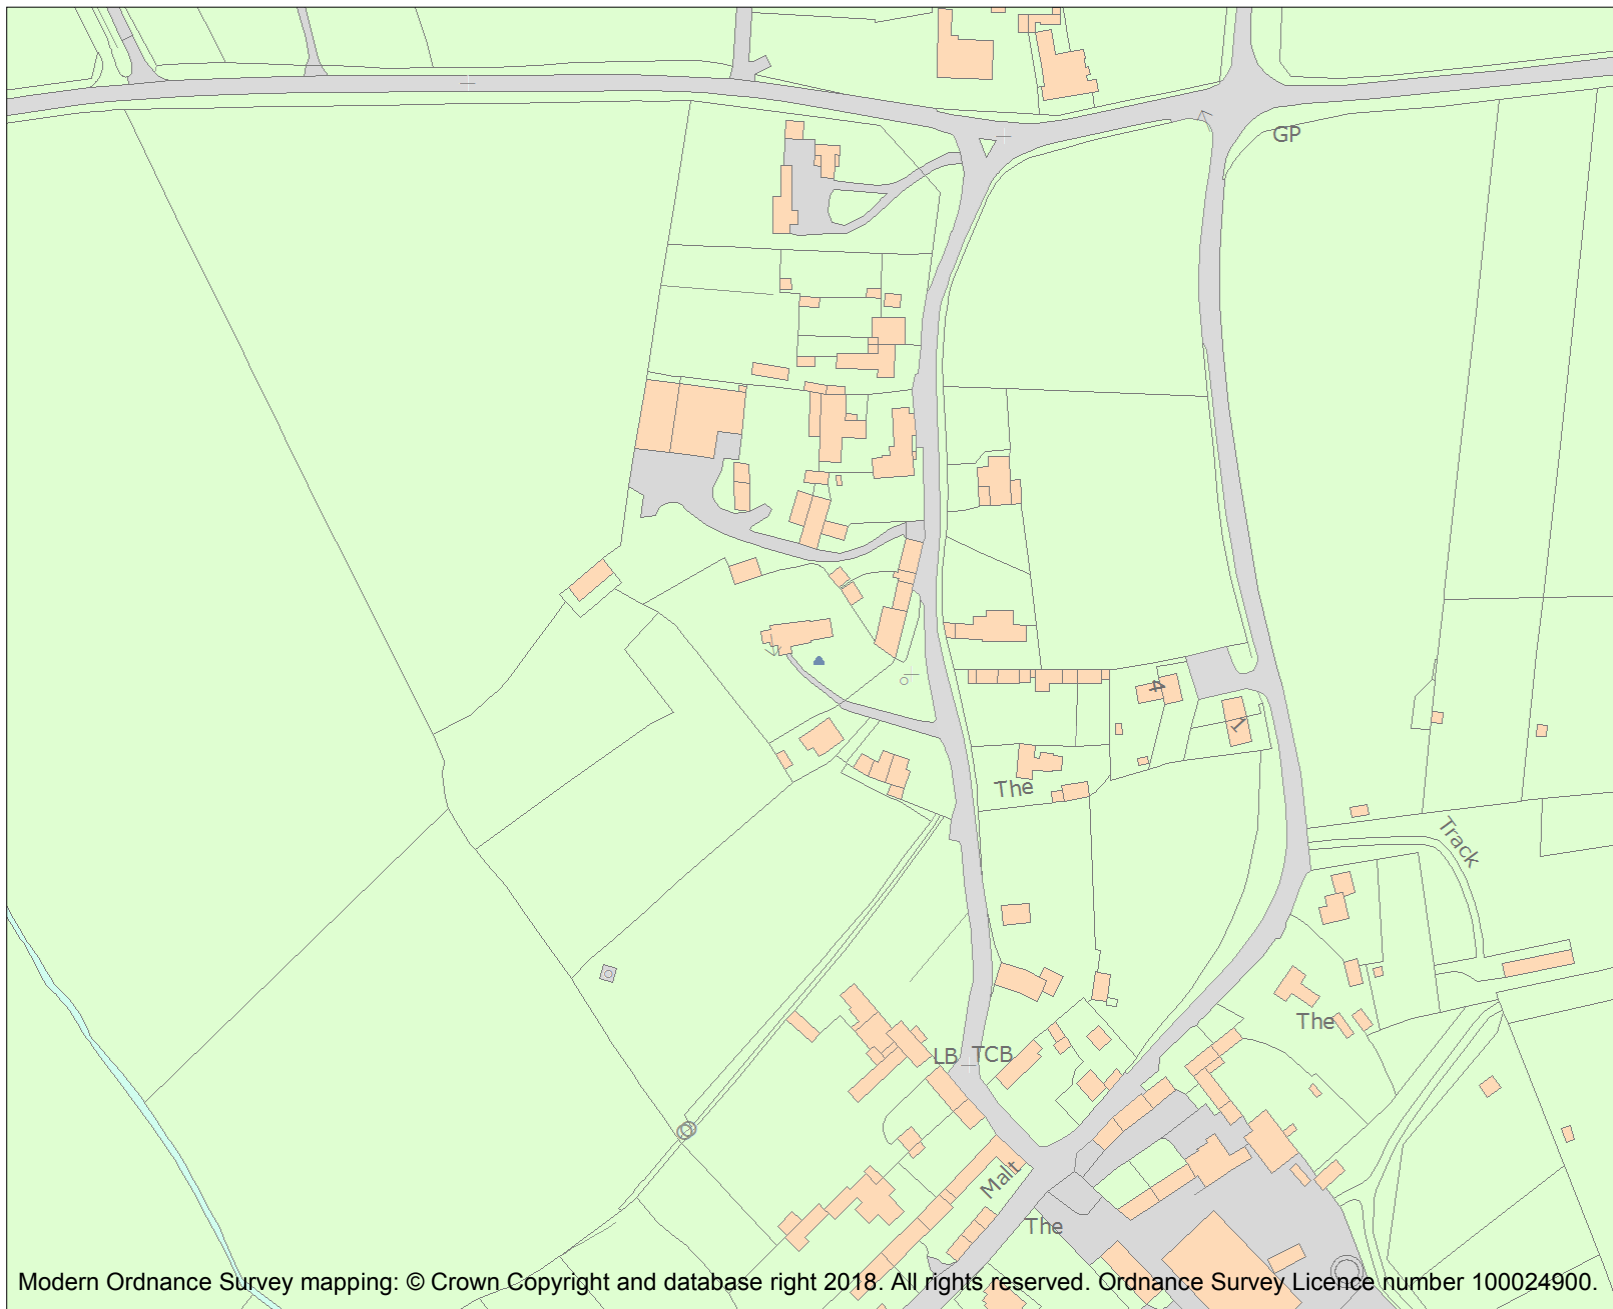 GP
4
1
The
Track
The
LB TCB
Malt
The
Modern Ordnance Survey mapping: © Crown Copyright and database right 2018. All rights reserved. Ordnance Survey Licence number 100024900.